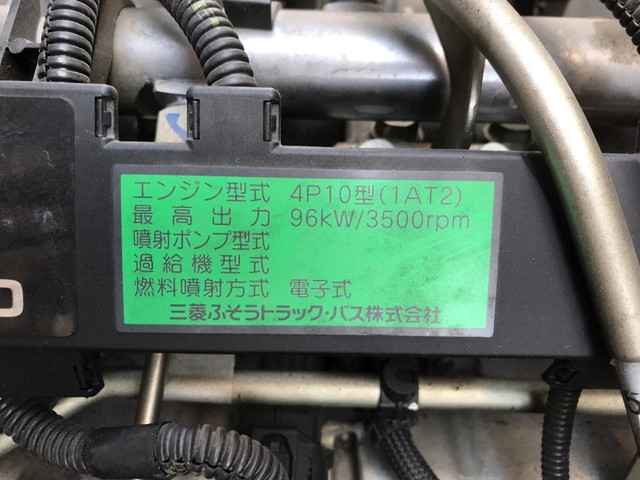 エンジン型式 4P10型(1AT2)
最高出力 96kW/3500rpm
噴射ポンプ型式
過給機型式
燃料噴射方式 電子式
三菱ふそうトラック・バス株式会社